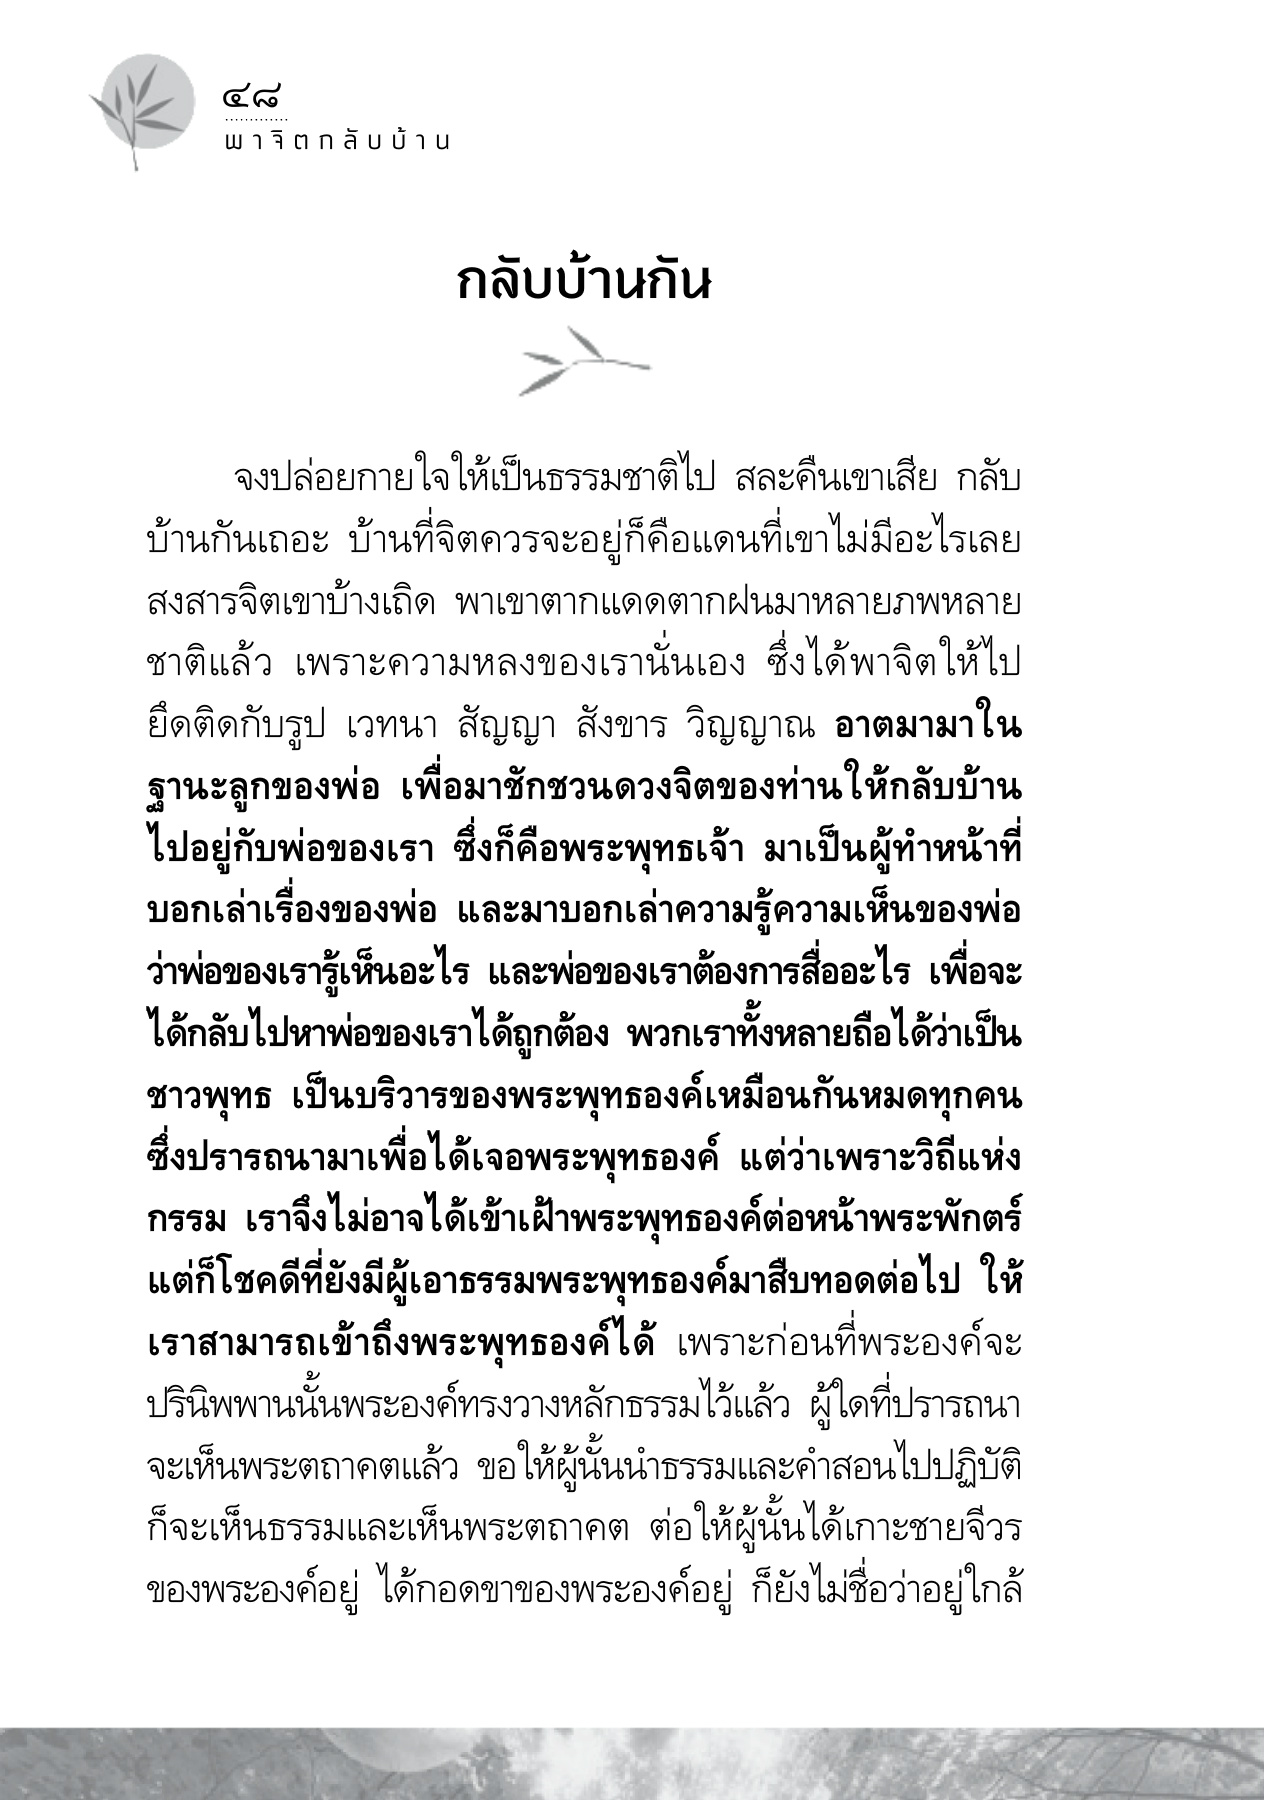 ๔๘
พาจิตกลับบ้าน
กลับบ้านกัน
จงปล่อยกายใจให้เป็นธรรมชาติไป สละคืนเขาเสีย กลับ
บ้านกันเถอะ บ้านที่จิตควรจะอยู่ก็คือแดนที่เขาไม่มีอะไรเลย
สงสารจิตเขาบ้างเถิด พาเขาตากแดดตากฝนมาหลายภพหลาย
ชาติแล้ว เพราะความหลงของเรานั่นเอง ซึ่งได้พาจิตให้ไป
ยึดติดกับรูป เวทนา สัญญา สังขาร วิญญาณ อาตมามาใน
ฐานะลูกของพ่อ เพื่อมาชักชวนดวงจิตของท่านให้กลับบ้าน
ไปอยู่กับพ่อของเรา ซึ่งก็คือพระพุทธเจ้า มาเป็นผู้ทำหน้าที่
บอกเล่าเรื่องของพ่อ และมาบอกเล่าความรู้ความเห็นของพ่อ
ว่าพ่อของเรารู้เห็นอะไร และพ่อของเราต้องการสื่ออะไร เพื่อจะ
ได้กลับไปหาพ่อของเราได้ถูกต้อง พวกเราทั้งหลายถือได้ว่าเป็น
ชาวพุทธ เป็นบริวารของพระพุทธองค์เหมือนกันหมดทุกคน
ซึ่งปรารถนามาเพื่อได้เจอพระพุทธองค์ แต่ว่าเพราะวิถีแห่ง
กรรม เราจึงไม่อาจได้เข้าเฝ้าพระพุทธองค์ต่อหน้าพระพักตร์
แต่ก็โชคดีที่ยังมีผู้เอาธรรมพระพุทธองค์มาสืบทอดต่อไป ให้
เราสามารถเข้าถึงพระพุทธองค์ได้ เพราะก่อนที่พระองค์จะ
ปรินิพพานนั้นพระองค์ทรงวางหลักธรรมไว้แล้ว ผู้ใดที่ปรารถนา
จะเห็นพระตถาคตแล้ว ขอให้ผู้นั้นนำธรรมและคำสอนไปปฏิบัติ
ก็จะเห็นธรรมและเห็นพระตถาคต ต่อให้ผู้นั้นได้เกาะชายจีวร
ของพระองค์อยู่ ได้กอดขาของพระองค์อยู่ ก็ยังไม่ชื่อว่าอยู่ใกล้